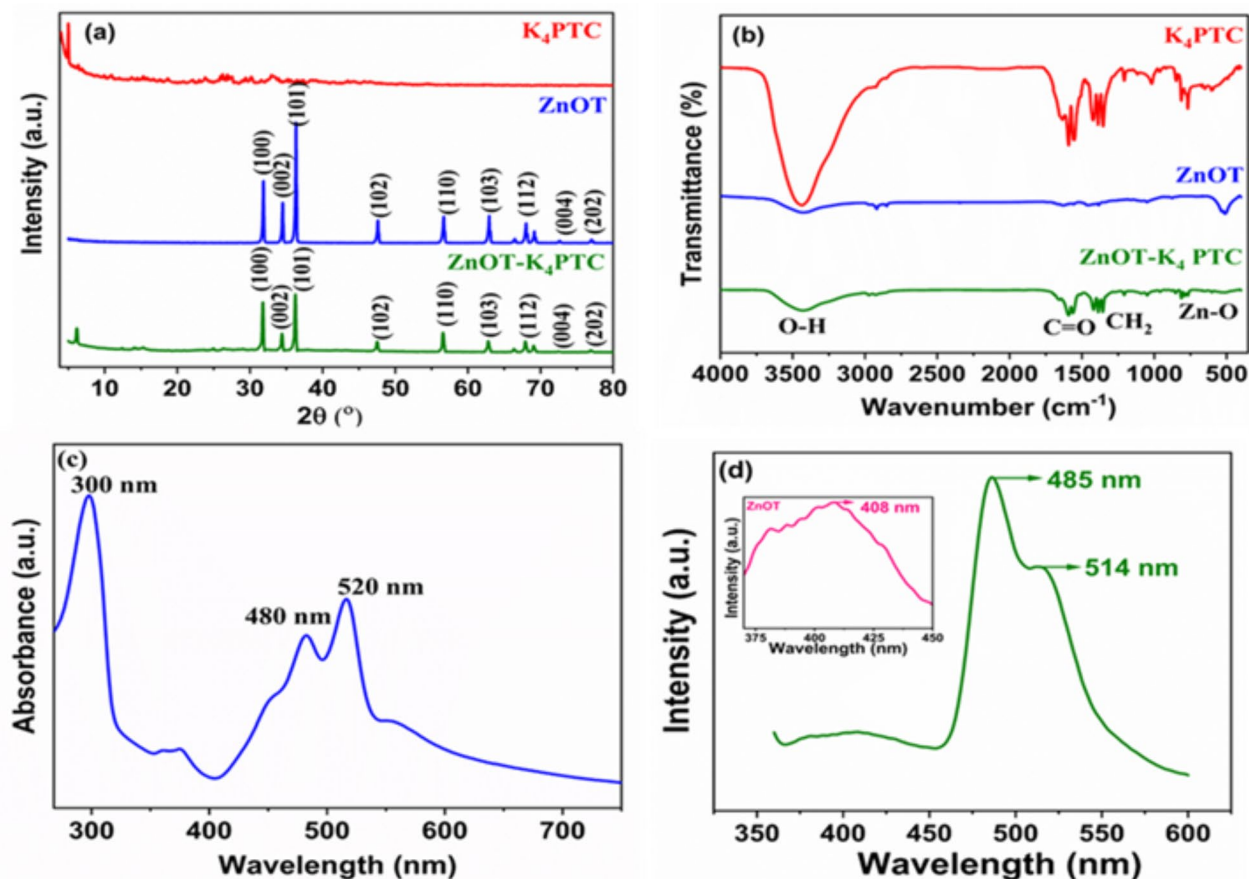 (a)
K₄PTC
ZnOT
ZnOT-K₄PTC
(100)
(002)
(101)
(102)
(110)
(103)
(112)
(004)
(202)
(100)
(002)
(101)
(102)
(110)
(103)
(112)
(004)
(202)
Intensity (a.u.)
10 20 30 40 50 60 70 80
2θ (°)
(b)
K₄PTC
ZnOT
ZnOT-K₄ PTC
O-H
C=O
CH₂
Zn-O
Transmittance (%)
4000 3500 3000 2500 2000 1500 1000 500
Wavenumber (cm⁻¹)
(c)
300 nm
480 nm
520 nm
Absorbance (a.u.)
300 400 500 600 700
Wavelength (nm)
(d)
485 nm
514 nm
ZnOT
408 nm
Intensity (a.u.)
375 400 425 450
Wavelength (nm)
Intensity (a.u.)
350 400 450 500 550 600
Wavelength (nm)